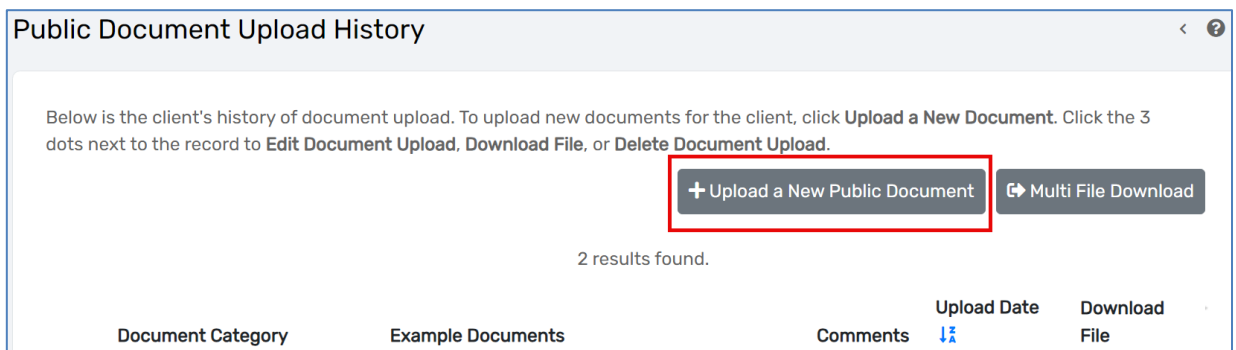 Public Document Upload History
Below is the client's history of document upload. To upload new documents for the client, click Upload a New Document. Click the 3
dots next to the record to Edit Document Upload, Download File, or Delete Document Upload.
Upload a New Public Document
Multi File Download
2 results found.
Document Category Example Documents Comments Upload Date Download File